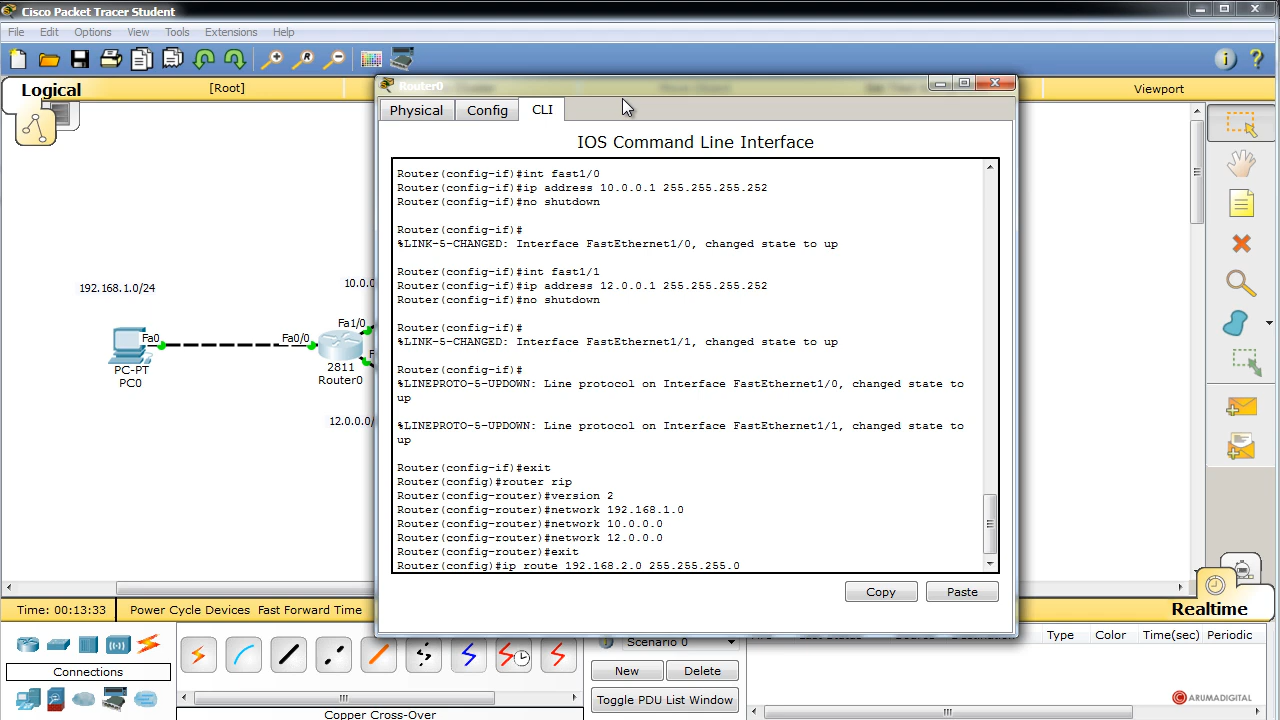 Cisco Packet Tracer Student
File Edit Options View Tools Extensions Help
Logical
[Root]
Viewport
Router0
Physical Config CLI
IOS Command Line Interface
Router(config-if)#int fast1/0
Router(config-if)#ip address 10.0.0.1 255.255.255.252
Router(config-if)#no shutdown
Router(config-if)#
%LINK-5-CHANGED: Interface FastEthernet1/0, changed state to up
Router(config-if)#int fast1/1
Router(config-if)#ip address 12.0.0.1 255.255.255.252
Router(config-if)#no shutdown
Router(config-if)#
%LINK-5-CHANGED: Interface FastEthernet1/1, changed state to up
Router(config-if)#
%LINEPROTO-5-UPDOWN: Line protocol on Interface FastEthernet1/0, changed state to
up
%LINEPROTO-5-UPDOWN: Line protocol on Interface FastEthernet1/1, changed state to
up
Router(config-if)#exit
Router(config)#router rip
Router(config-router)#version 2
Router(config-router)#network 192.168.1.0
Router(config-router)#network 10.0.0.0
Router(config-router)#network 12.0.0.0
Router(config-router)#exit
Router(config)#ip route 192.168.2.0 255.255.255.0
Copy Paste
192.168.1.0/24
10.0.0
Fa1/0
Fa0
Fa0/0
F
PC-PT
PC0
2811
Router0
12.0.0.0/
Time: 00:13:33 Power Cycle Devices Fast Forward Time
Realtime
Connections
Copper Cross-Over
Scenario 0
New Delete
Toggle PDU List Window
Type Color Time(sec) Periodic
ARUMADIGITAL